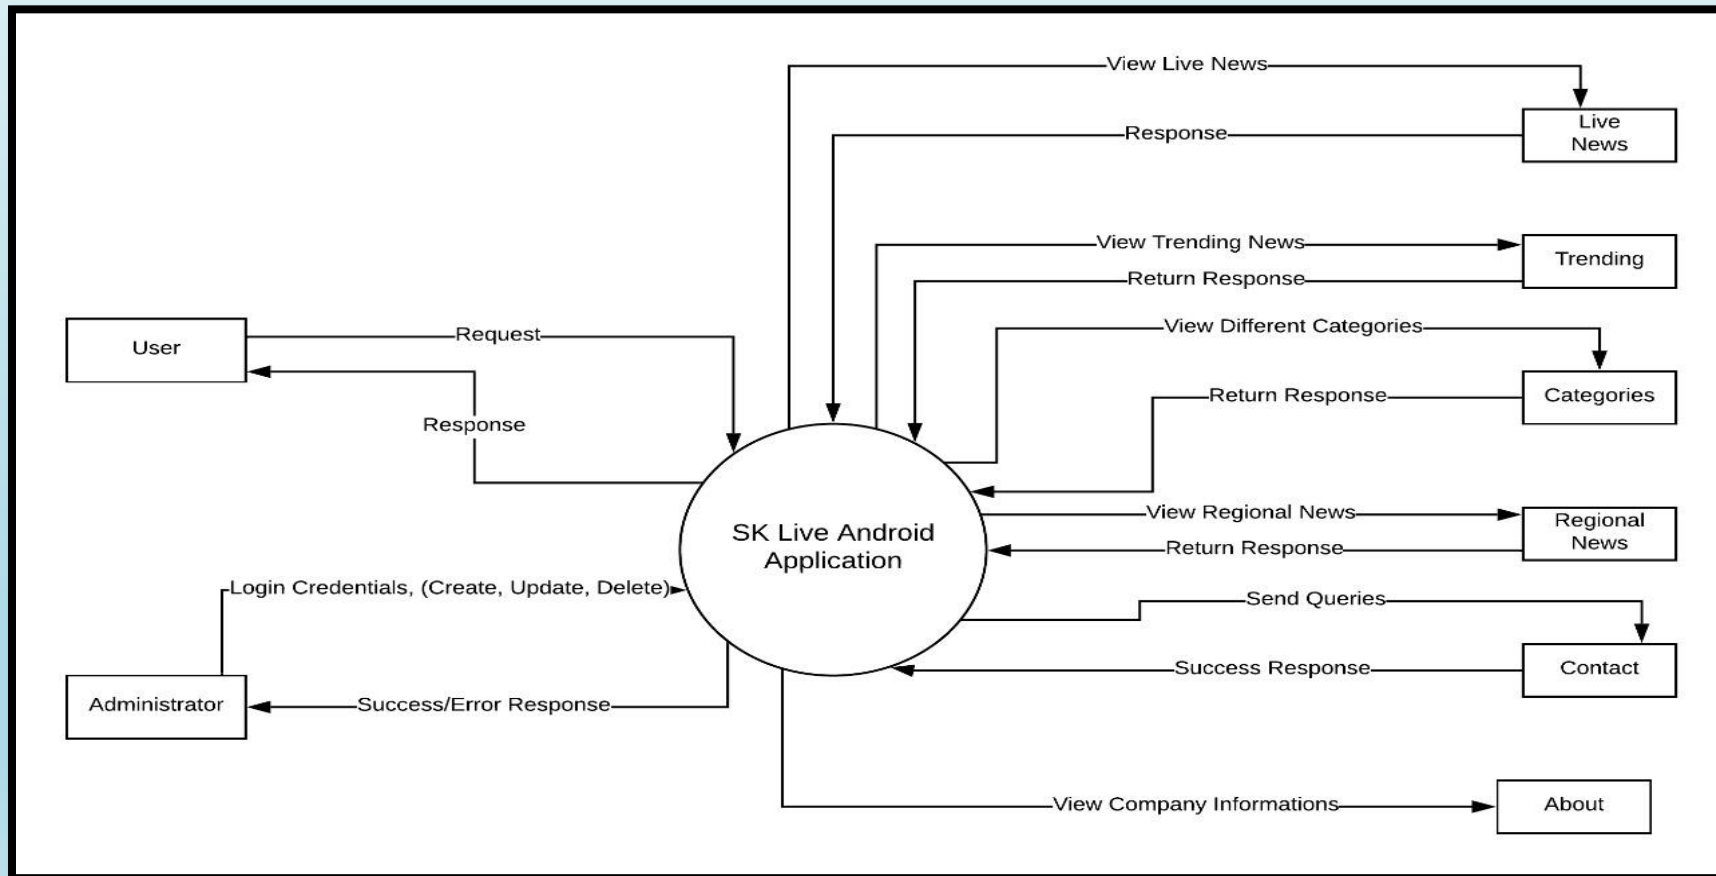 View Live News
Live
News
Response
View Trending News
Trending
Return Response
View Different Categories
User
Request
Return Response
Categories
Response
SK Live Android
Application
View Regional News
Regional
News
Return Response
Login Credentials, (Create, Update, Delete)
Send Queries
Administrator
Success/Error Response
Success Response
Contact
View Company Informations
About